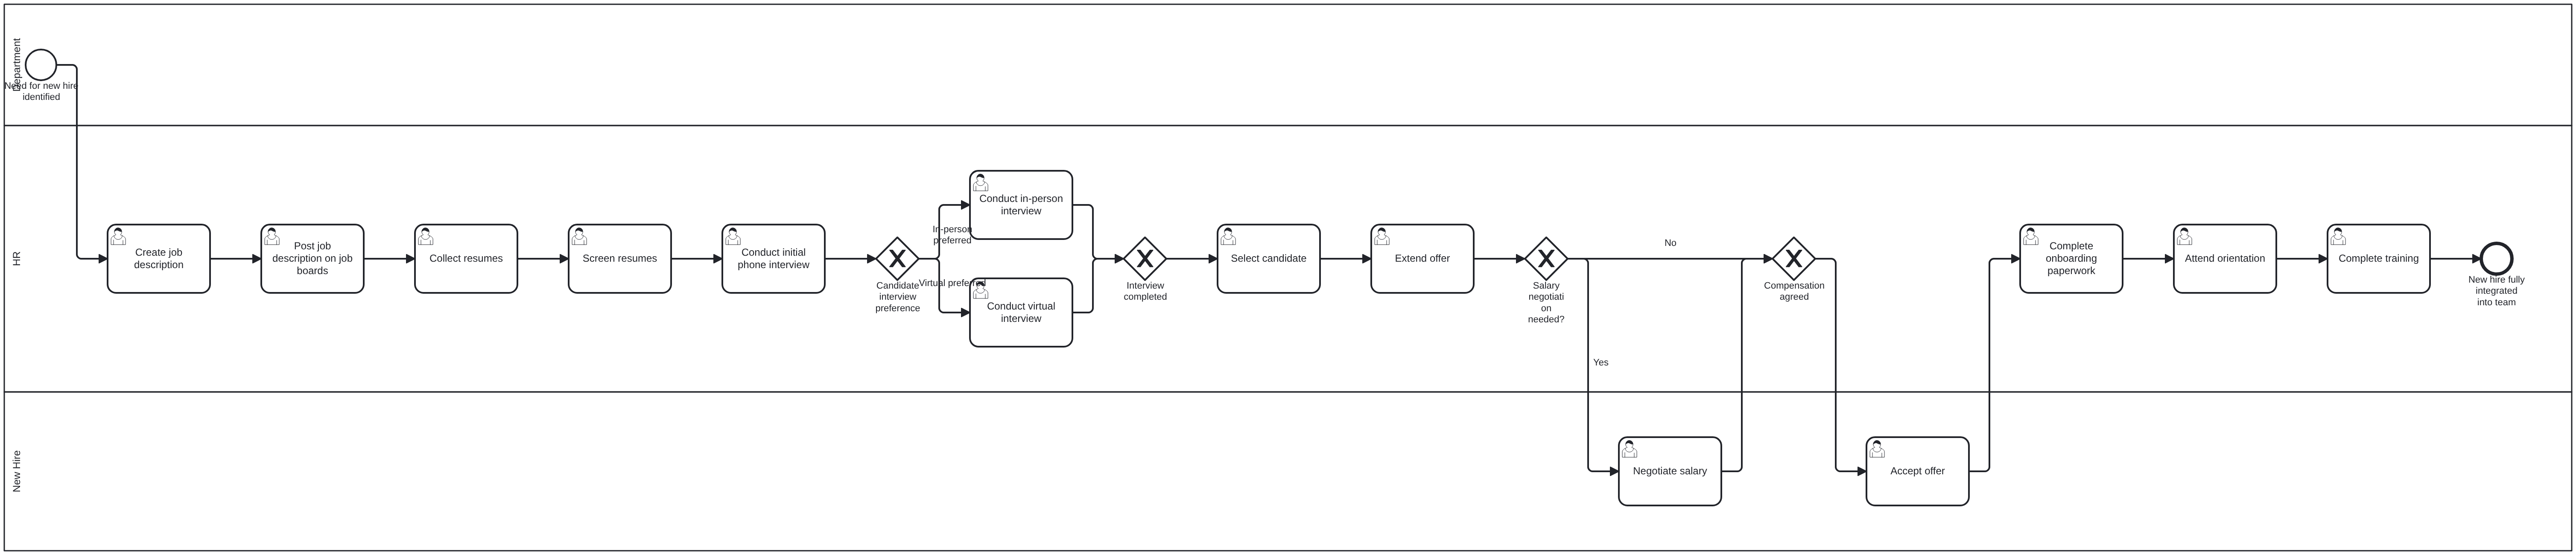 Department
Need for new hire
identified
HR
Create job
description
Post job
description on job
boards
Collect resumes
Screen resumes
Conduct initial
phone interview
Candidate
interview
preference
In-person
preferred
Virtual preferred
Conduct in-person
interview
Conduct virtual
interview
Interview
completed
Select candidate
Extend offer
Salary
negotiati
on
needed?
No
Yes
Compensation
agreed
Complete
onboarding
paperwork
Attend orientation
Complete training
New hire fully
integrated
into team
New Hire
Negotiate salary
Accept offer